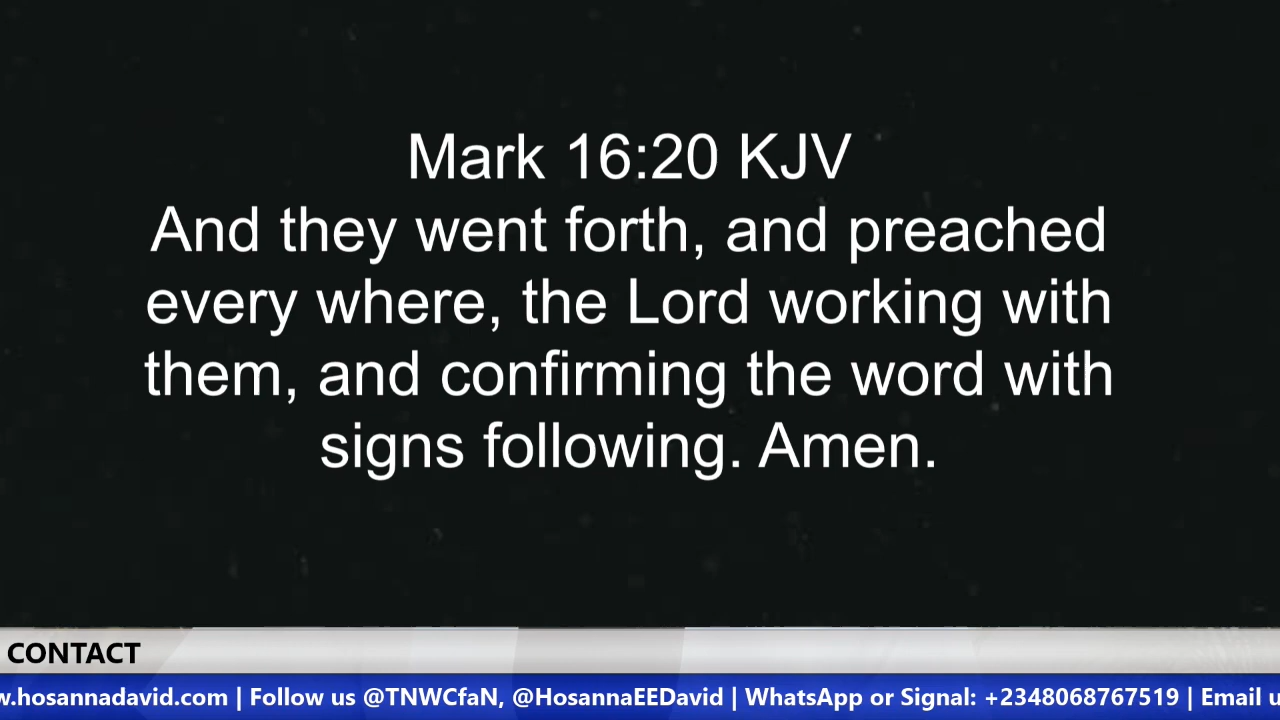 Mark 16:20 KJV
And they went forth, and preached
every where, the Lord working with
them, and confirming the word with
signs following. Amen.
CONTACT
w.hosannadavid.com | Follow us @TNWCfaN, @HosannaEEDavid | WhatsApp or Signal: +2348068767519 | Email u